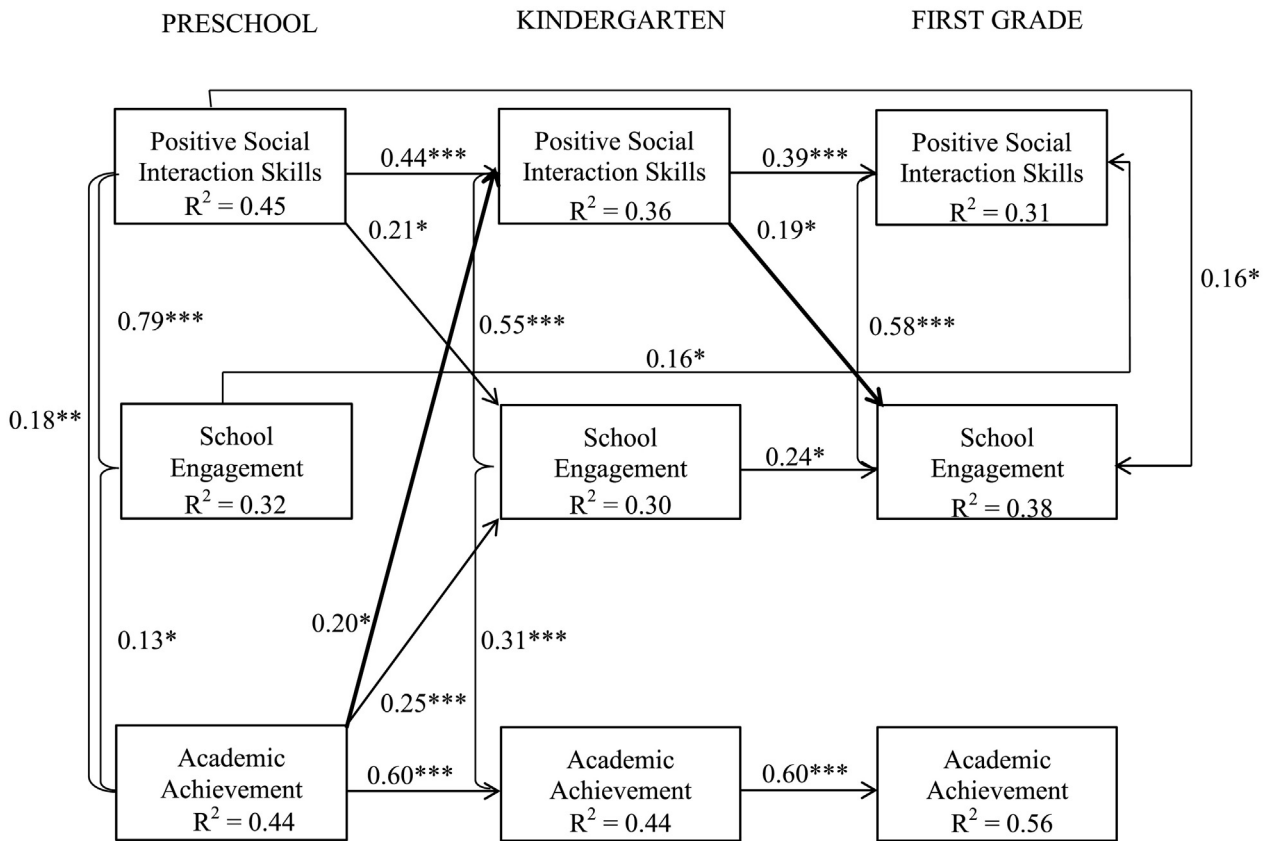 PRESCHOOL
KINDERGARTEN
FIRST GRADE
Positive Social
Interaction Skills
R² = 0.45
0.44***
Positive Social
Interaction Skills
R² = 0.36
0.39***
Positive Social
Interaction Skills
R² = 0.31
0.21*
0.19*
0.16*
0.79***
0.55***
0.58***
0.16*
0.18**
School
Engagement
R² = 0.32
School
Engagement
R² = 0.30
0.24*
School
Engagement
R² = 0.38
0.13*
0.20*
0.31***
0.25***
Academic
Achievement
R² = 0.44
0.60***
Academic
Achievement
R² = 0.44
0.60***
Academic
Achievement
R² = 0.56